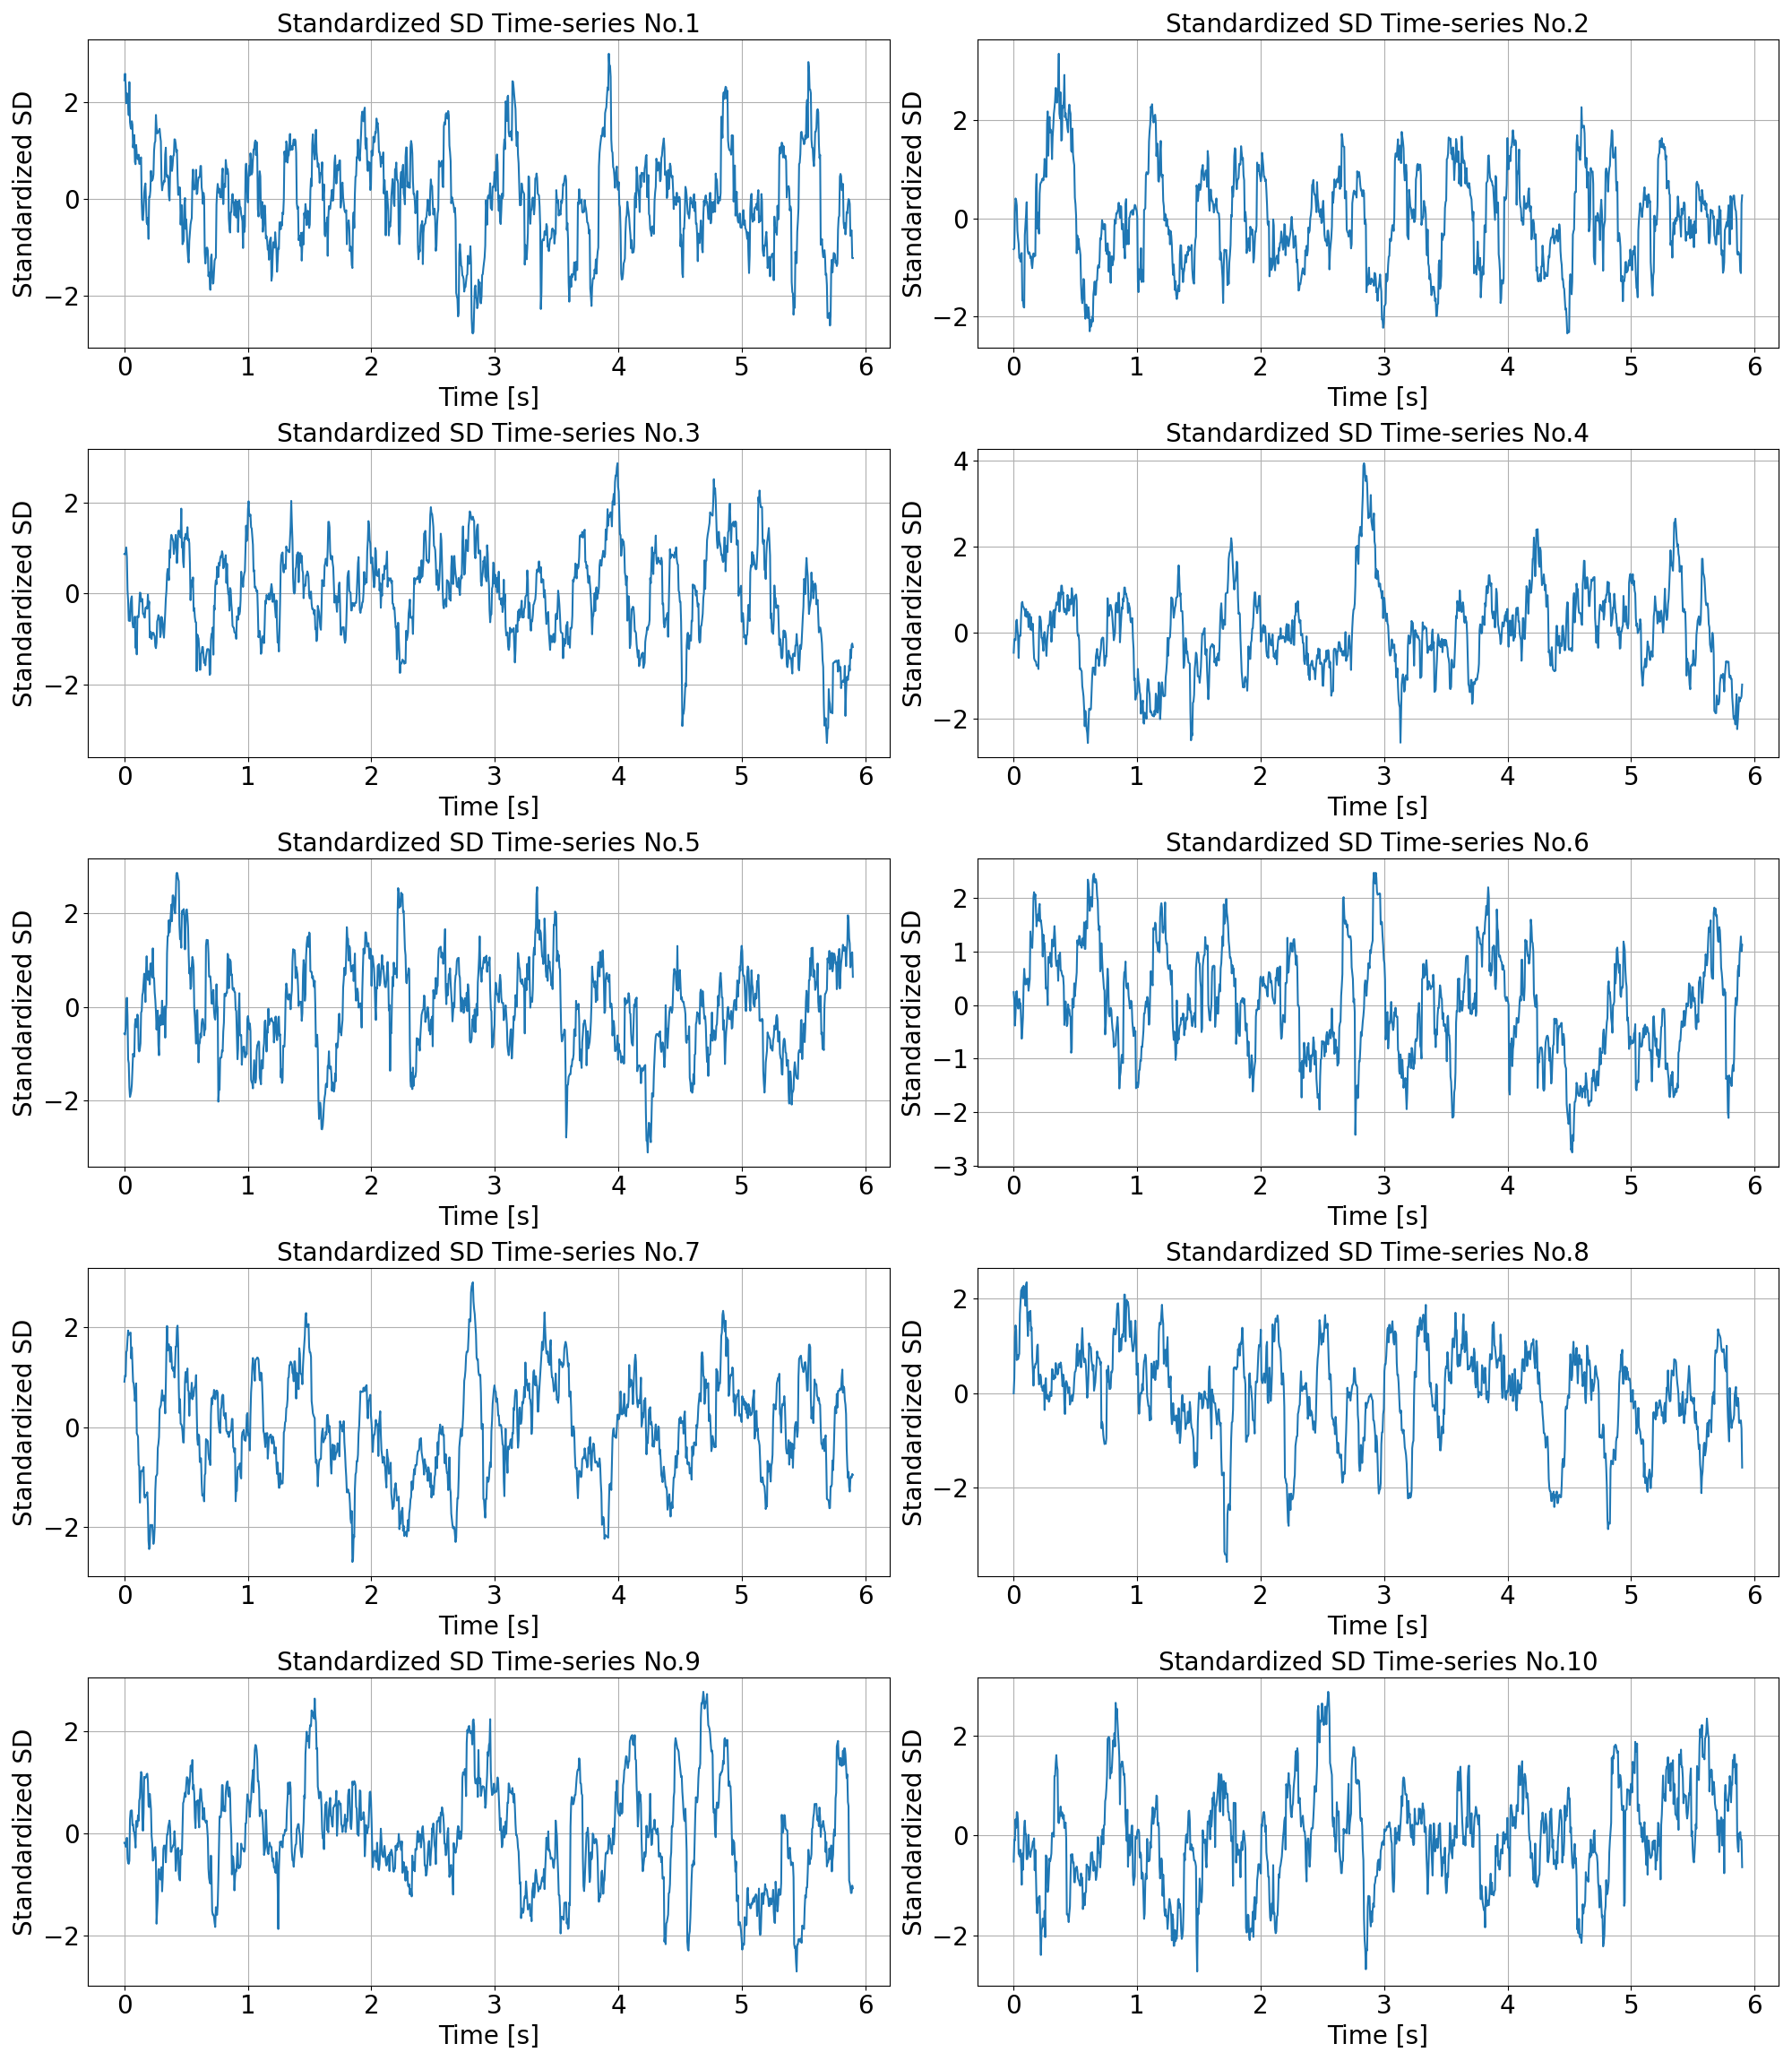 Standardized SD Time-series No.1
Standardized SD
2
0
−2
0 1 2 3 4 5 6
Time [s]
Standardized SD Time-series No.2
Standardized SD
2
0
−2
0 1 2 3 4 5 6
Time [s]
Standardized SD Time-series No.3
Standardized SD
2
0
−2
0 1 2 3 4 5 6
Time [s]
Standardized SD Time-series No.4
Standardized SD
4
2
0
−2
0 1 2 3 4 5 6
Time [s]
Standardized SD Time-series No.5
Standardized SD
2
0
−2
0 1 2 3 4 5 6
Time [s]
Standardized SD Time-series No.6
Standardized SD
2
1
0
−1
−2
−3
0 1 2 3 4 5 6
Time [s]
Standardized SD Time-series No.7
Standardized SD
2
0
−2
0 1 2 3 4 5 6
Time [s]
Standardized SD Time-series No.8
Standardized SD
2
0
−2
0 1 2 3 4 5 6
Time [s]
Standardized SD Time-series No.9
Standardized SD
2
0
−2
0 1 2 3 4 5 6
Time [s]
Standardized SD Time-series No.10
Standardized SD
2
0
−2
0 1 2 3 4 5 6
Time [s]